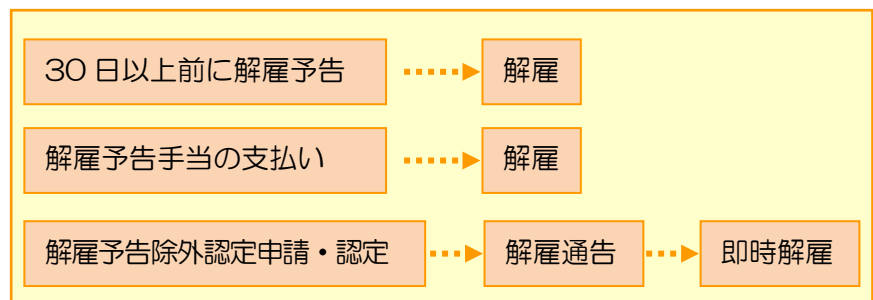 30日以上前に解雇予告
解雇
解雇予告手当の支払い
解雇
解雇予告除外認定申請・認定
解雇通告
即時解雇